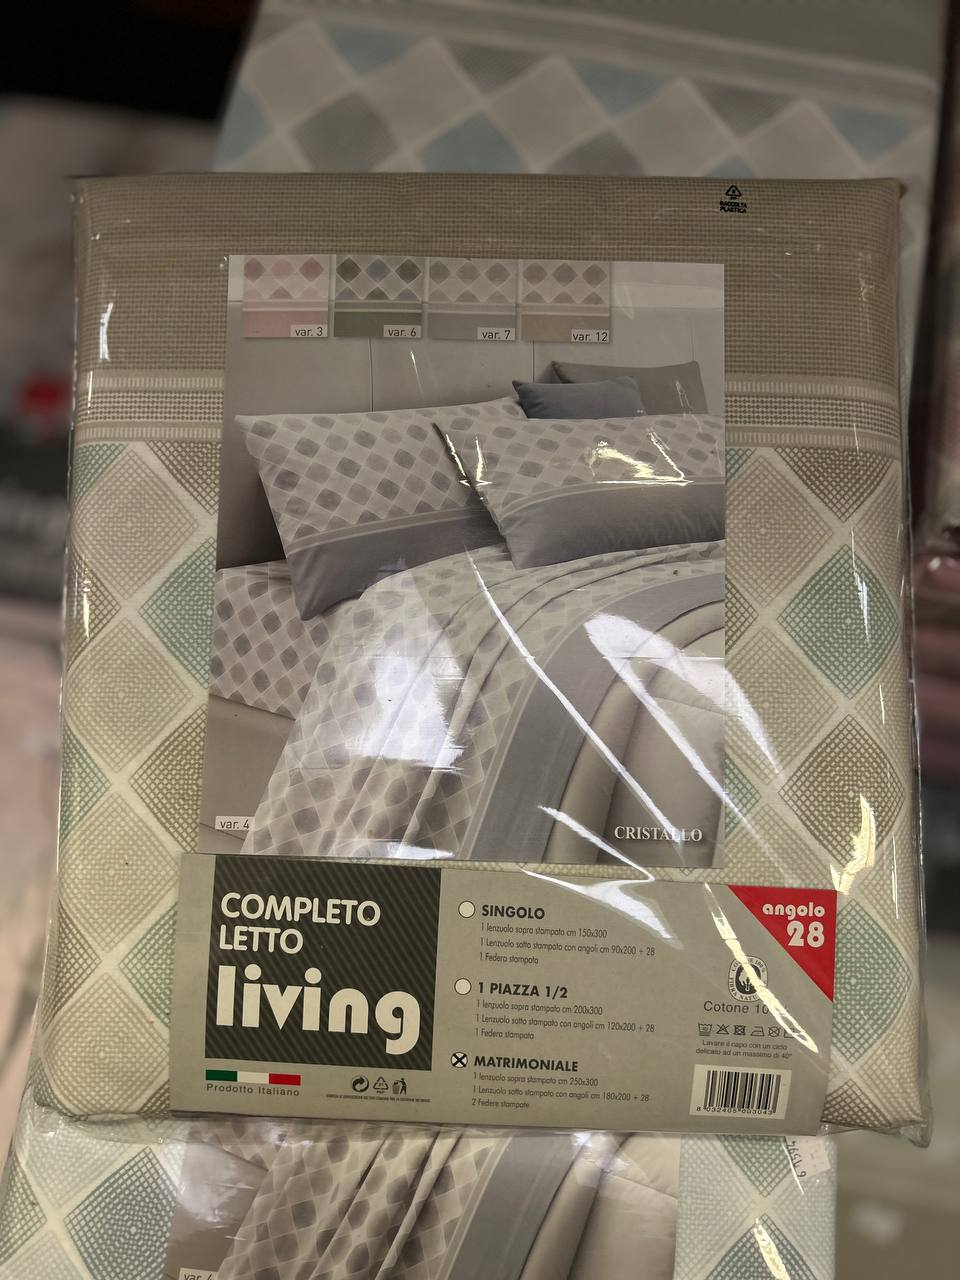 RACCOLTA
PLASTICA
var. 3
var. 6
var. 7
var. 12
var. 4
CRISTALLO
COMPLETO
LETTO
living
Prodotto Italiano
SINGOLO
1 lenzuolo sopra stampato cm 150x300
1 Lenzuolo sotto stampato con angoli cm 90x200 + 28
1 Federa stampata
1 PIAZZA 1/2
1 lenzuolo sopra stampato cm 200x300
1 Lenzuolo sotto stampato con angoli cm 120x200 + 28
1 Federa stampata
MATRIMONIALE
1 lenzuolo sopra stampato cm 250x300
1 Lenzuolo sotto stampato con angoli cm 180x200 + 28
2 Federe stampate
angolo
28
Cotone
Lavare il capo con un ciclo
delicato ad un massimo di 40°
8 032405 003043